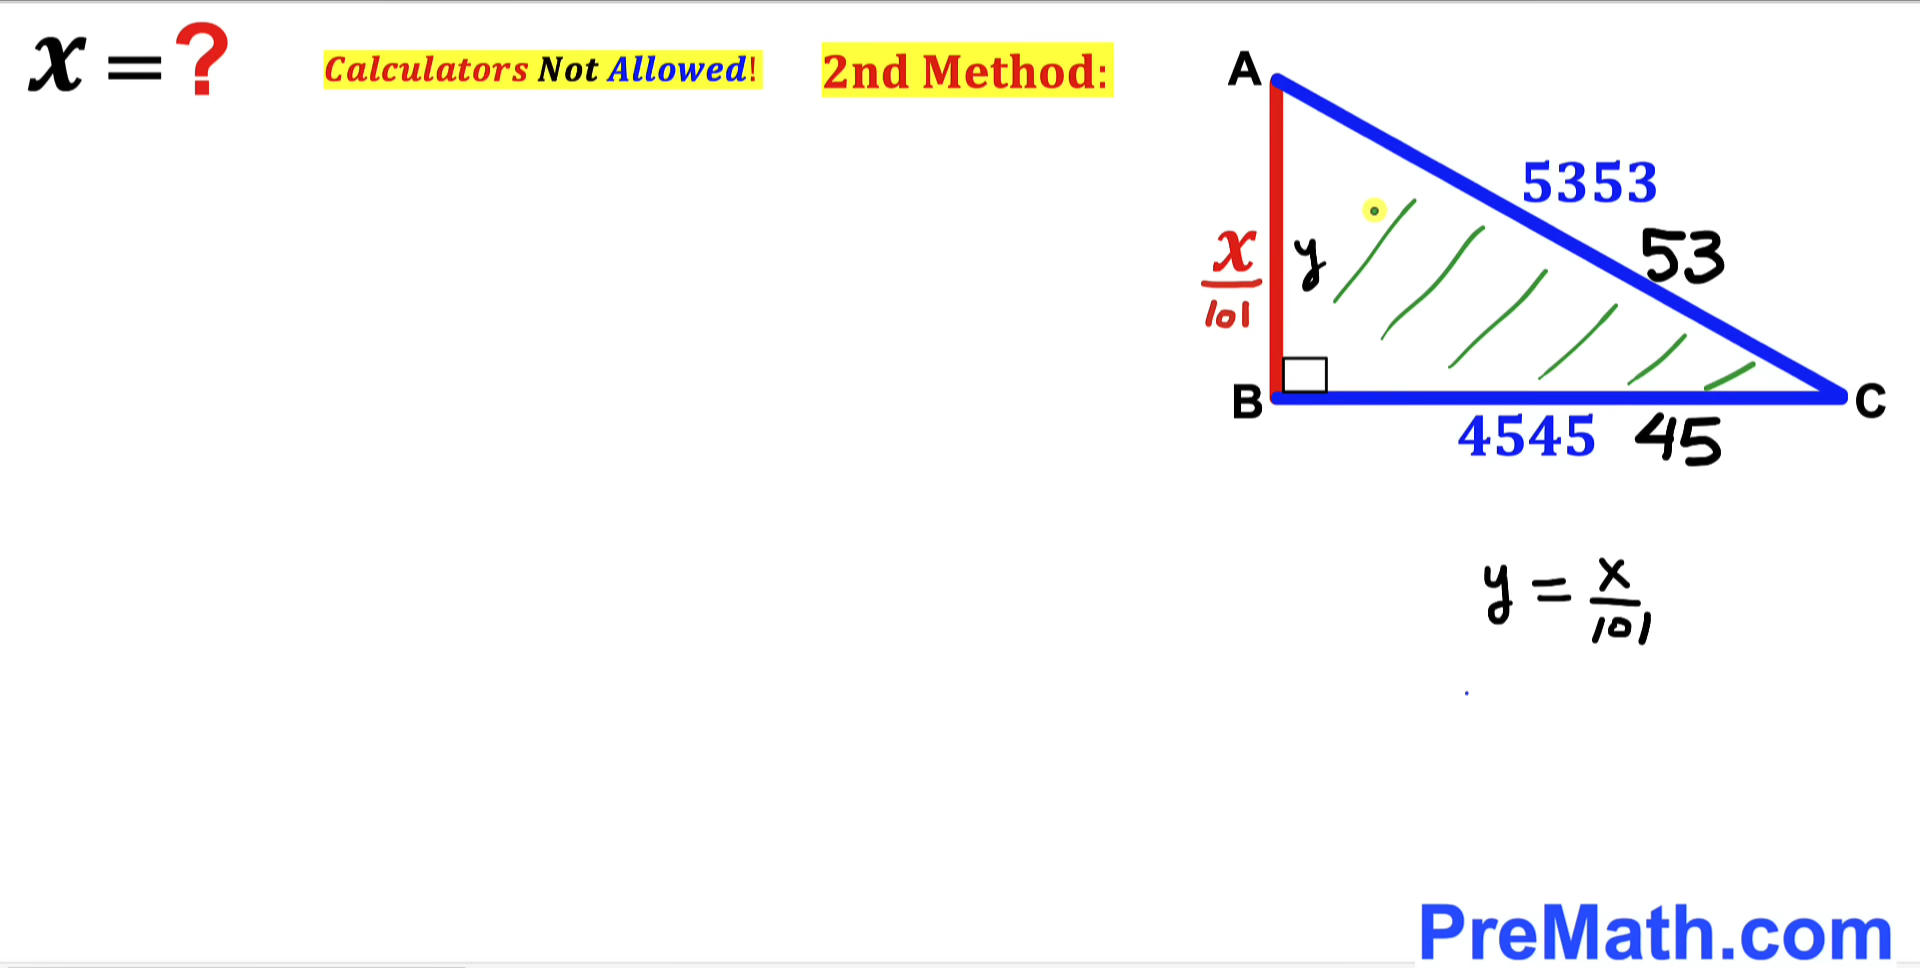 x = ?
Calculators Not Allowed!
2nd Method:
A
5353
53
x
101
y
B
C
4545 45
y = x/101
PreMath.com